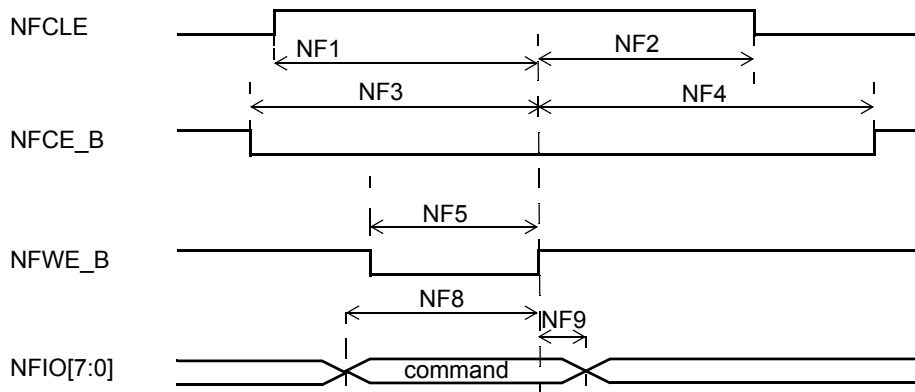 NFCLE
NF1
NF2
NF3
NF4
NFCE_B
NF5
NFWE_B
NF8
NF9
NFIO[7:0]
command